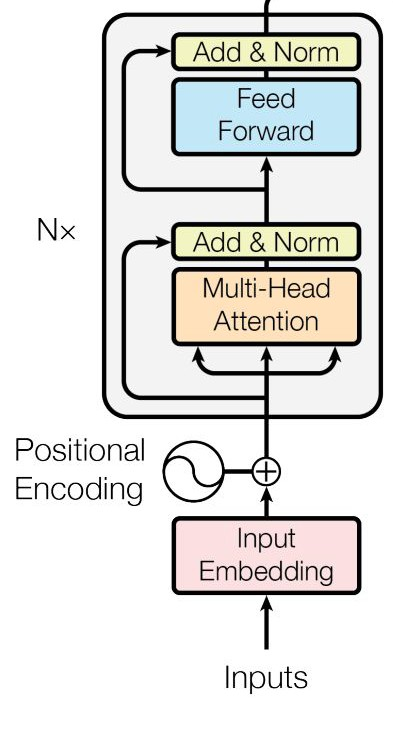 Add & Norm
Feed
Forward
N×
Add & Norm
Multi-Head
Attention
Positional
Encoding
Input
Embedding
Inputs